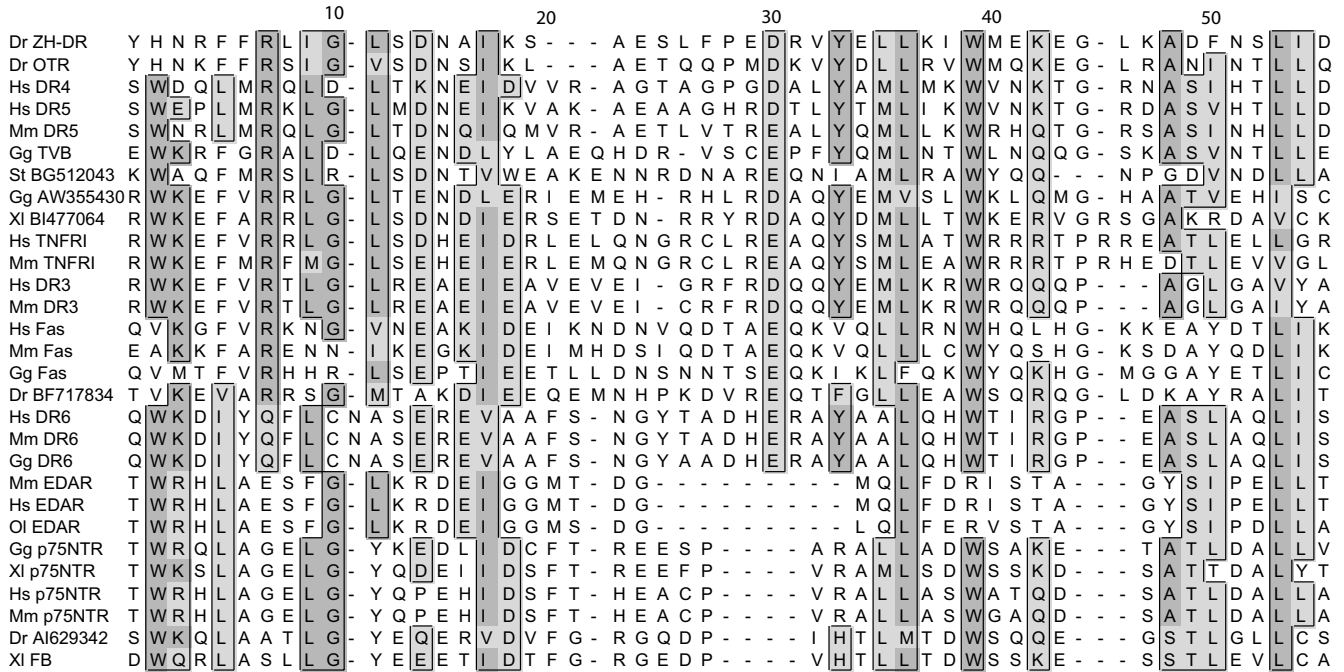 10 20 30 40 50
Dr ZH-DR Y H N R F F R L I G - L S D N A I K S - - - A E S L F P E D R V Y E L L K I W M E K E G - L K A D F N S L I D
Dr OTR Y H N K F F R S I G - V S D N S I K L - - - A E T Q Q P M D K V Y D L L R V W M Q K E G - L R A N I N T L L Q
Hs DR4 S W D Q L M R Q L D - L T K N E I D V V R - A G T A G P G D A L Y A M L M K W V N K T G - R N A S I H T L L D
Hs DR5 S W E P L M R K L G - L M D N E I K V A K - A E A A G H R D T L Y T M L I K W V N K T G - R D A S V H T L L D
Mm DR5 S W N R L M R Q L G - L T D N Q I Q M V R - A E T L V T R E A L Y Q M L L K W R H Q T G - R S A S I N H L L D
Gg TVB E W K R F G R A L D - L Q E N D L Y L A E Q H D R - V S C E P F Y Q M L N T W L N Q Q G - S K A S V N T L L E
St BG512043 K W A Q F M R S L R - L S D N T V W E A K E N N R D N A R E Q N I A M L R A W Y Q Q - - N P G D V N D L L A
Gg AW355430 R W K E F V R R L G - L T E N D L E R I E M E H - R H L R D A Q Y E M V S L W K L Q M G - H A A T V E H I S C
Xl BI477064 R W K E F A R R L G - L S D N D I E R S E T D N - R R Y R D A Q Y D M L L T W K E R V G R S G A K R D A V C K
Hs TNFRI R W K E F V R R L G - L S D H E I D R L E L Q N G R C L R E A Q Y S M L A T W R R R T P R R E A T L E L L G R
Mm TNFRI R W K E F M R F M G - L S E H E I E R L E M Q N G R C L R E A Q Y S M L E A W R R R T P R H E D T L E V V G L
Hs DR3 R W K E F V R T L G - L R E A E I E A V E V E I - G R F R D Q Q Y E M L K R W R Q Q Q P - - - A G L G A V Y A
Mm DR3 R W K E F V R T L G - L R E A E I E A V E V E I - C R F R D Q Q Y E M L K R W R Q Q Q P - - - A G L G A I Y A
Hs Fas Q V K G F V R K N G - V N E A K I D E I K N D N V Q D T A E Q K V Q L L R N W H Q L H G - K K E A Y D T L I K
Mm Fas E A K K F A R E N N - I K E G K I D E I M H D S I Q D T A E Q K V Q L L L C W Y Q S H G - K S D A Y Q D L I K
Gg Fas Q V M T F V R H H R - L S E P T I E E T L L D N S N N T S E Q K I K L F Q K W Y Q K H G - M G G A Y E T L I C
Dr BF717834 T V K E V A R R S G - M T A K D I E E Q E M N H P K D V R E Q T F G L L E A W S Q R Q G - L D K A Y R A L I T
Hs DR6 Q W K D I Y Q F L C N A S E R E V A A F S - N G Y T A D H E R A Y A A L Q H W T I R G P - - E A S L A Q L I S
Mm DR6 Q W K D I Y Q F L C N A S E R E V A A F S - N G Y T A D H E R A Y A A L Q H W T I R G P - - E A S L A Q L I S
Gg DR6 Q W K D I Y Q F L C N A S E R E V A A F S - N G Y A A D H E R A Y A A L Q H W T I R G P - - E A S L A Q L I S
Mm EDAR T W R H L A E S F G - L K R D E I G G M T - D G - - - - - - - - - M Q L F D R I S T A - - - G Y S I P E L L T
Hs EDAR T W R H L A E S F G - L K R D E I G G M T - D G - - - - - - - - - M Q L F D R I S T A - - - G Y S I P E L L T
Ol EDAR T W R H L A E S F G - L K R D E I G G M S - D G - - - - - - - - - L Q L F E R V S T A - - - G Y S I P D L L A
Gg p75NTR T W R Q L A G E L G - Y K E D L I D C F T - R E E S P - - - - A R A L L A D W S A K E - - - T A T L D A L L V
Xl p75NTR T W K S L A G E L G - Y Q D E I I D S F T - R E E F P - - - - V R A M L S D W S S K D - - - S A T T D A L Y T
Hs p75NTR T W R H L A G E L G - Y Q P E H I D S F T - H E A C P - - - - V R A L L A S W A T Q D - - - S A T L D A L L A
Mm p75NTR T W R H L A G E L G - Y Q P E H I D S F T - H E A C P - - - - V R A L L A S W G A Q D - - - S A T L D A L L A
Dr AI629342 S W K Q L A A T L G - Y E Q E R V D V F G - R G Q D P - - - - I H T L M T D W S Q Q E - - - G S T L G L L C S
Xl FB D W Q R L A S L L G - Y E E E T I D T F G - R G E D P - - - - V H T L L T D W S S K E - - - S S T L E V L C A